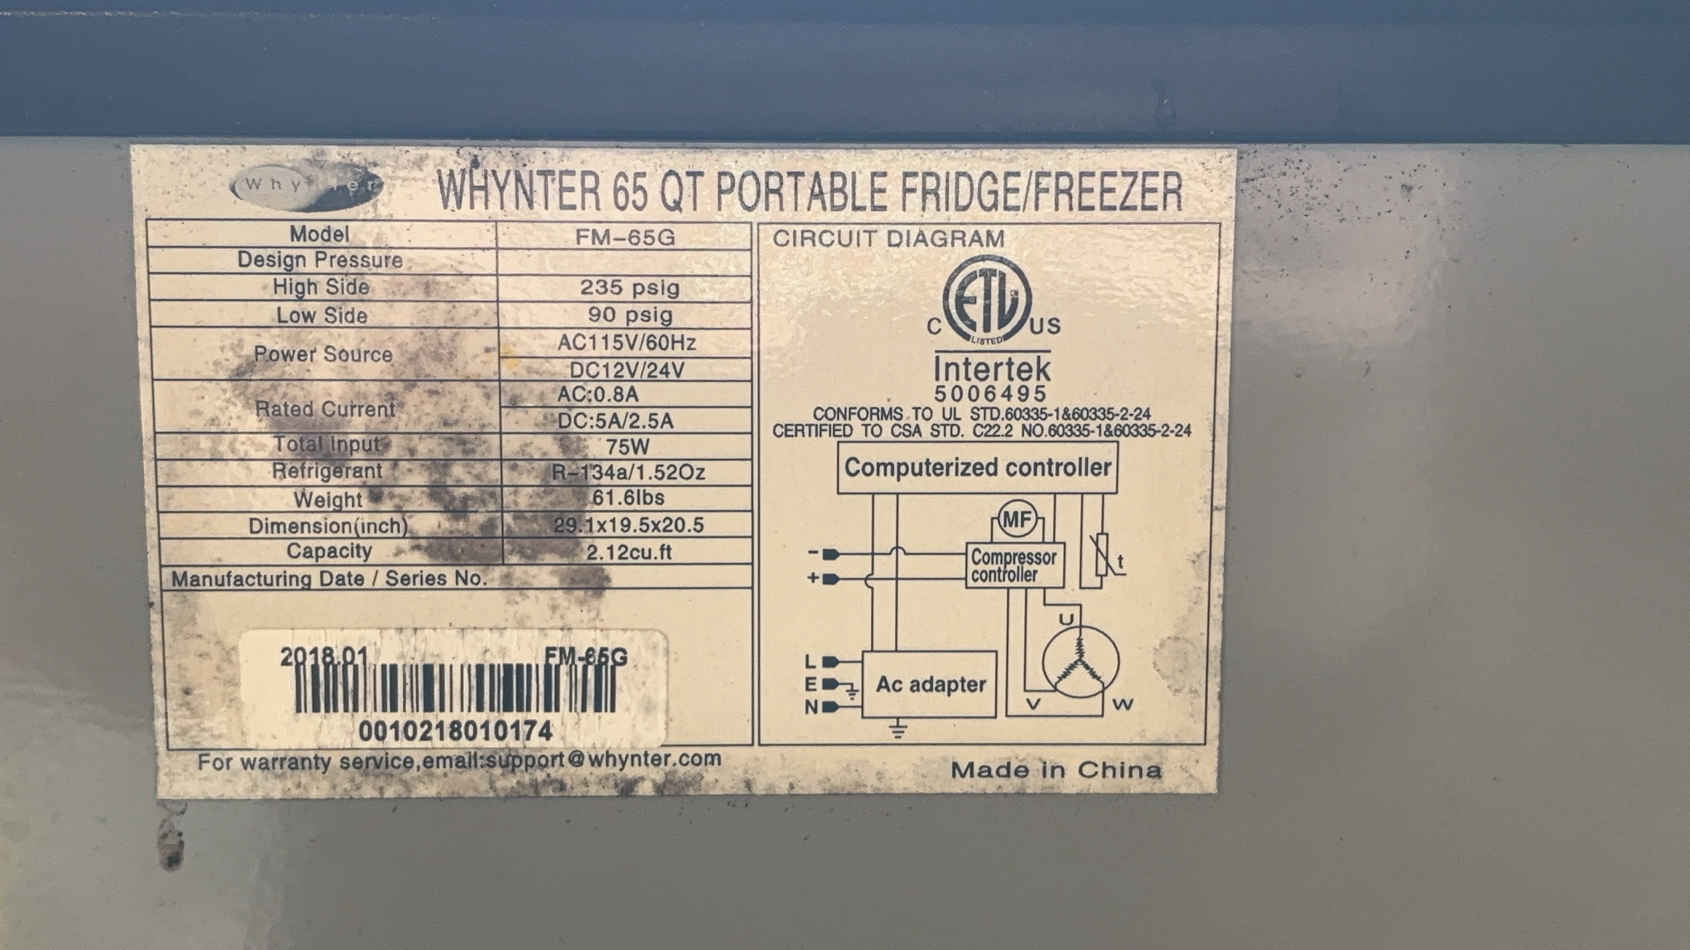 Whynter
WHYNTER 65 QT PORTABLE FRIDGE/FREEZER
Model FM-65G
Design Pressure
High Side 235 psig
Low Side 90 psig
Power Source AC115V/60Hz
DC12V/24V
Rated Current AC:0.8A
DC:5A/2.5A
Total Input 75W
Refrigerant R-134a/1.52Oz
Weight 61.6lbs
Dimension(inch) 29.1x19.5x20.5
Capacity 2.12cu.ft
Manufacturing Date / Series No.
2018.01 FM-65G
0010218010174
For warranty service,email:support@whynter.com
CIRCUIT DIAGRAM
ETL
C US
LISTED
Intertek
5006495
CONFORMS TO UL STD.60335-1&60335-2-24
CERTIFIED TO CSA STD. C22.2 NO.60335-1&60335-2-24
Computerized controller
MF
-
Compressor
+
controller
t
U
L
E
Ac adapter
N
V W
Made in China